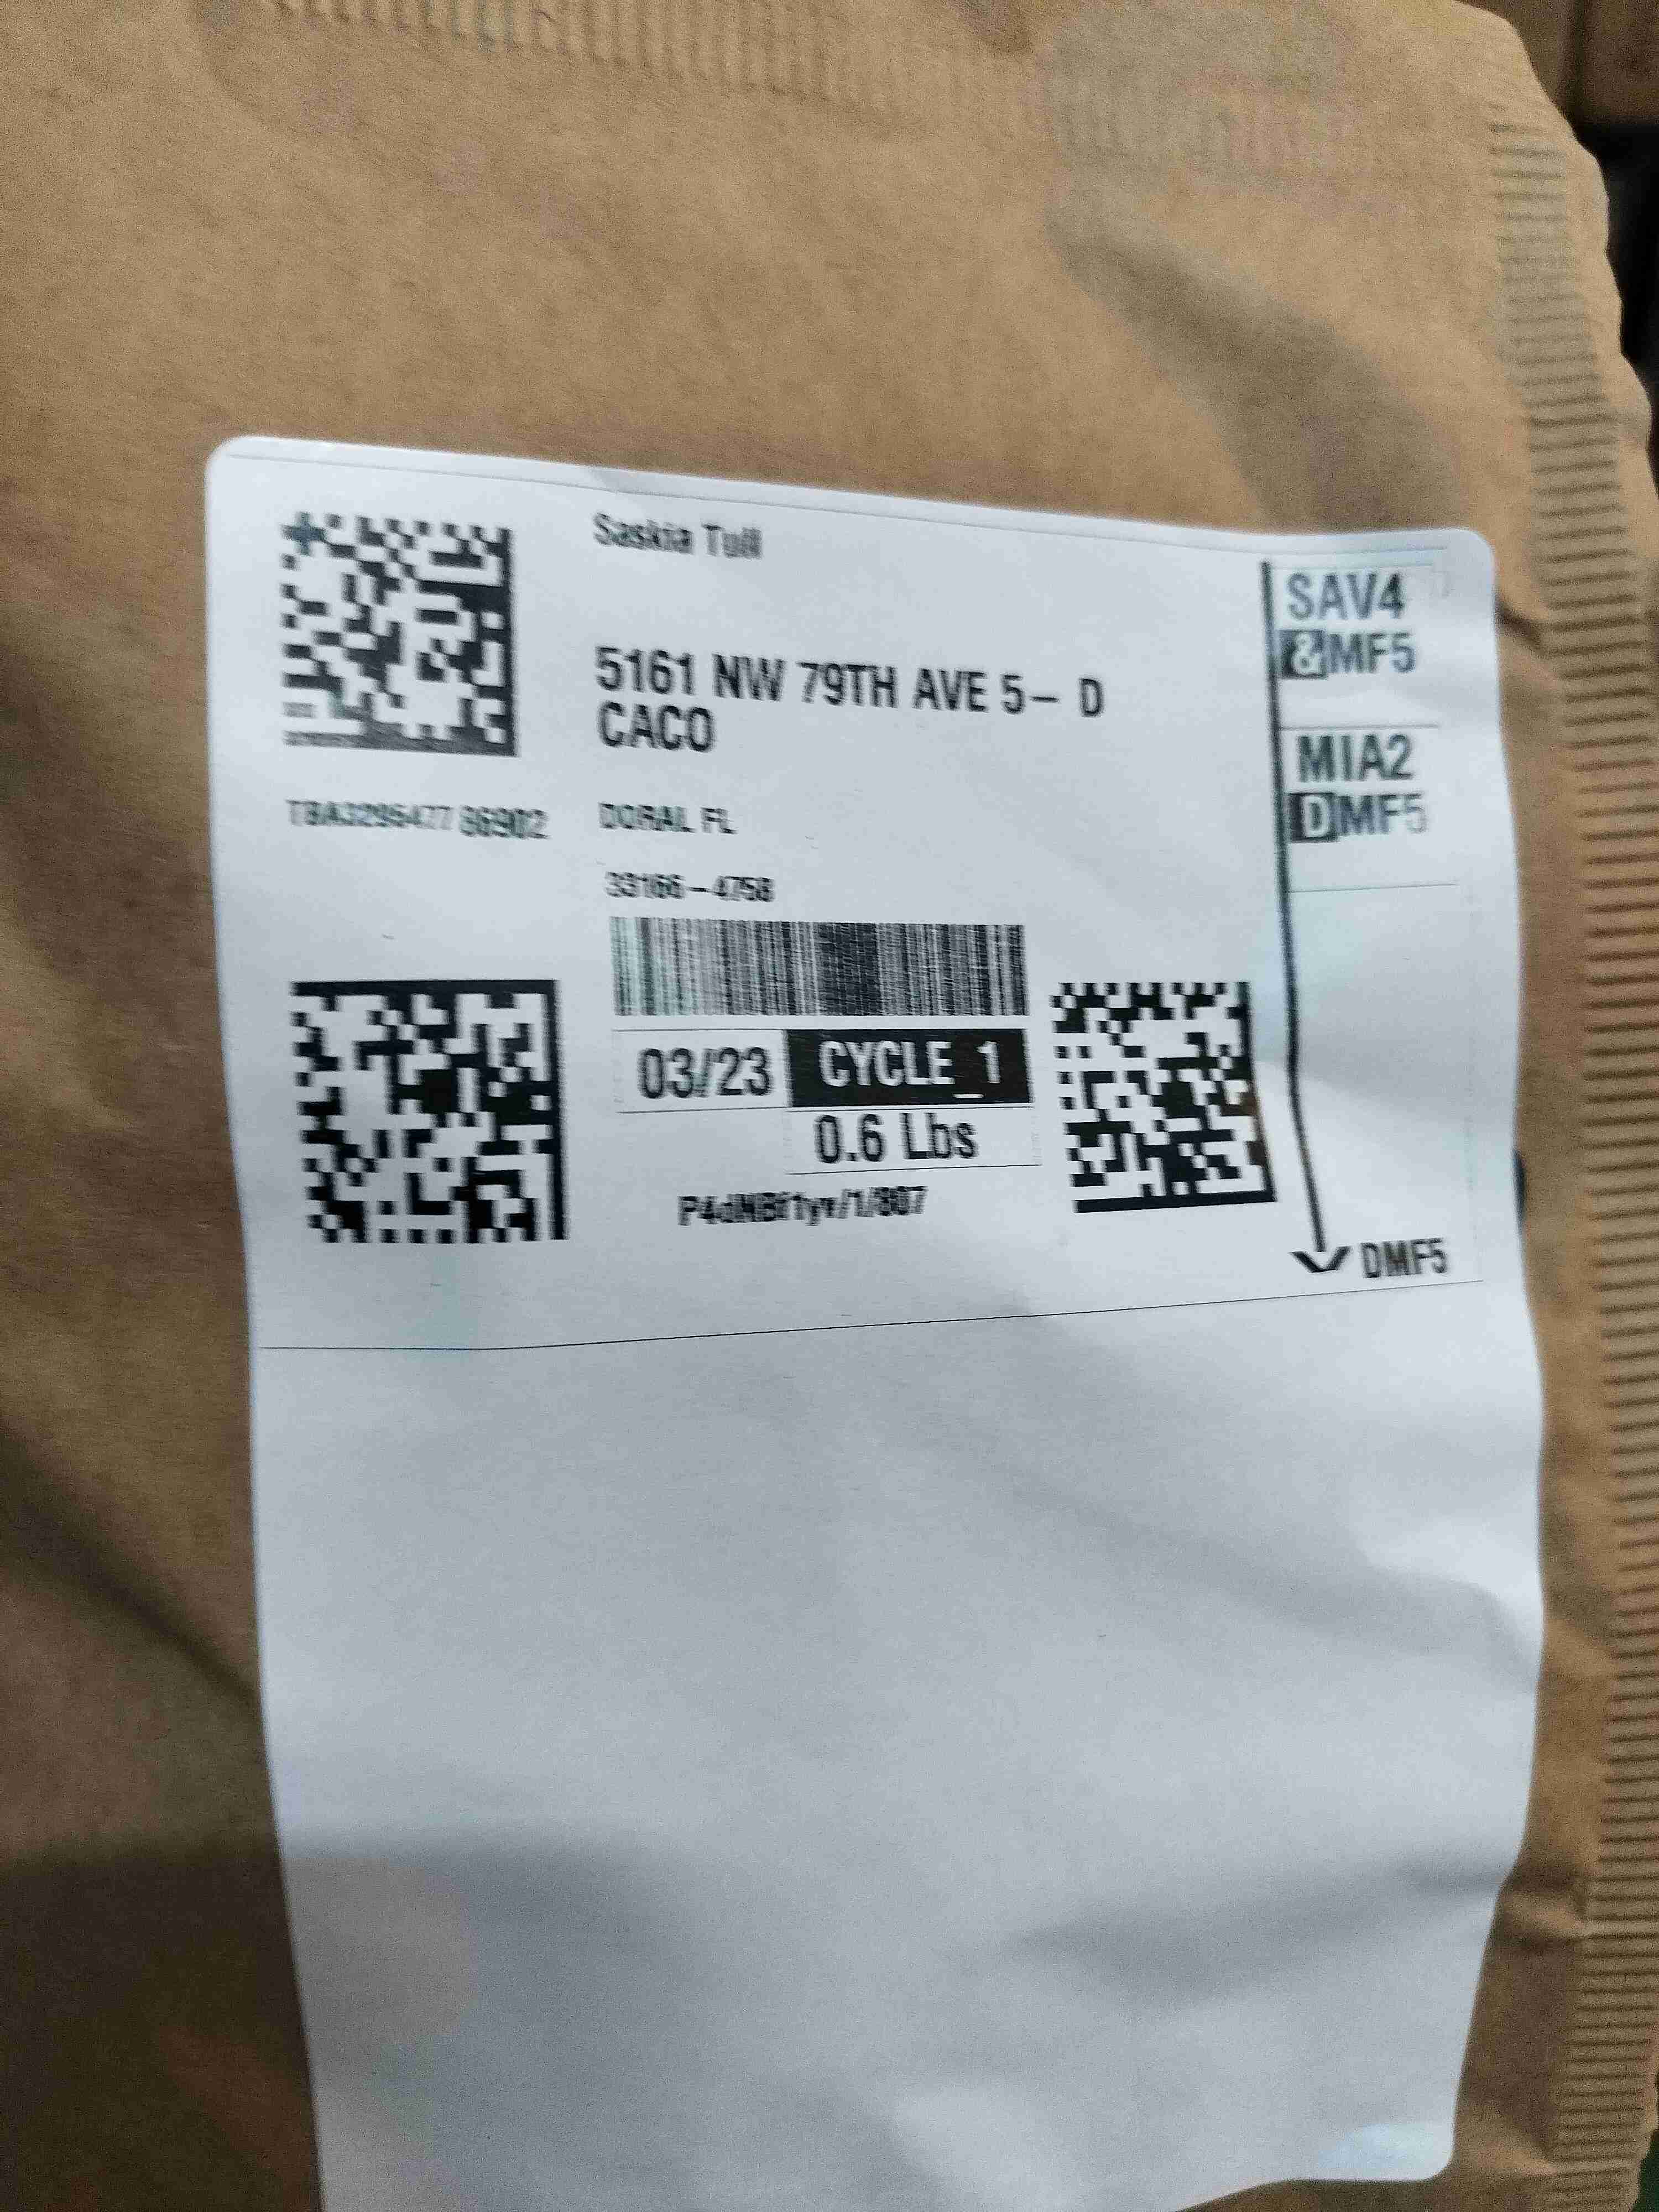 Saskia Tull
5161 NW 79TH AVE 5- D
CACO
DORAL FL
33166-4758
03/23 CYCLE_1
0.6 Lbs
SAV4
&MF5
MIA2
DMF5
DMF5